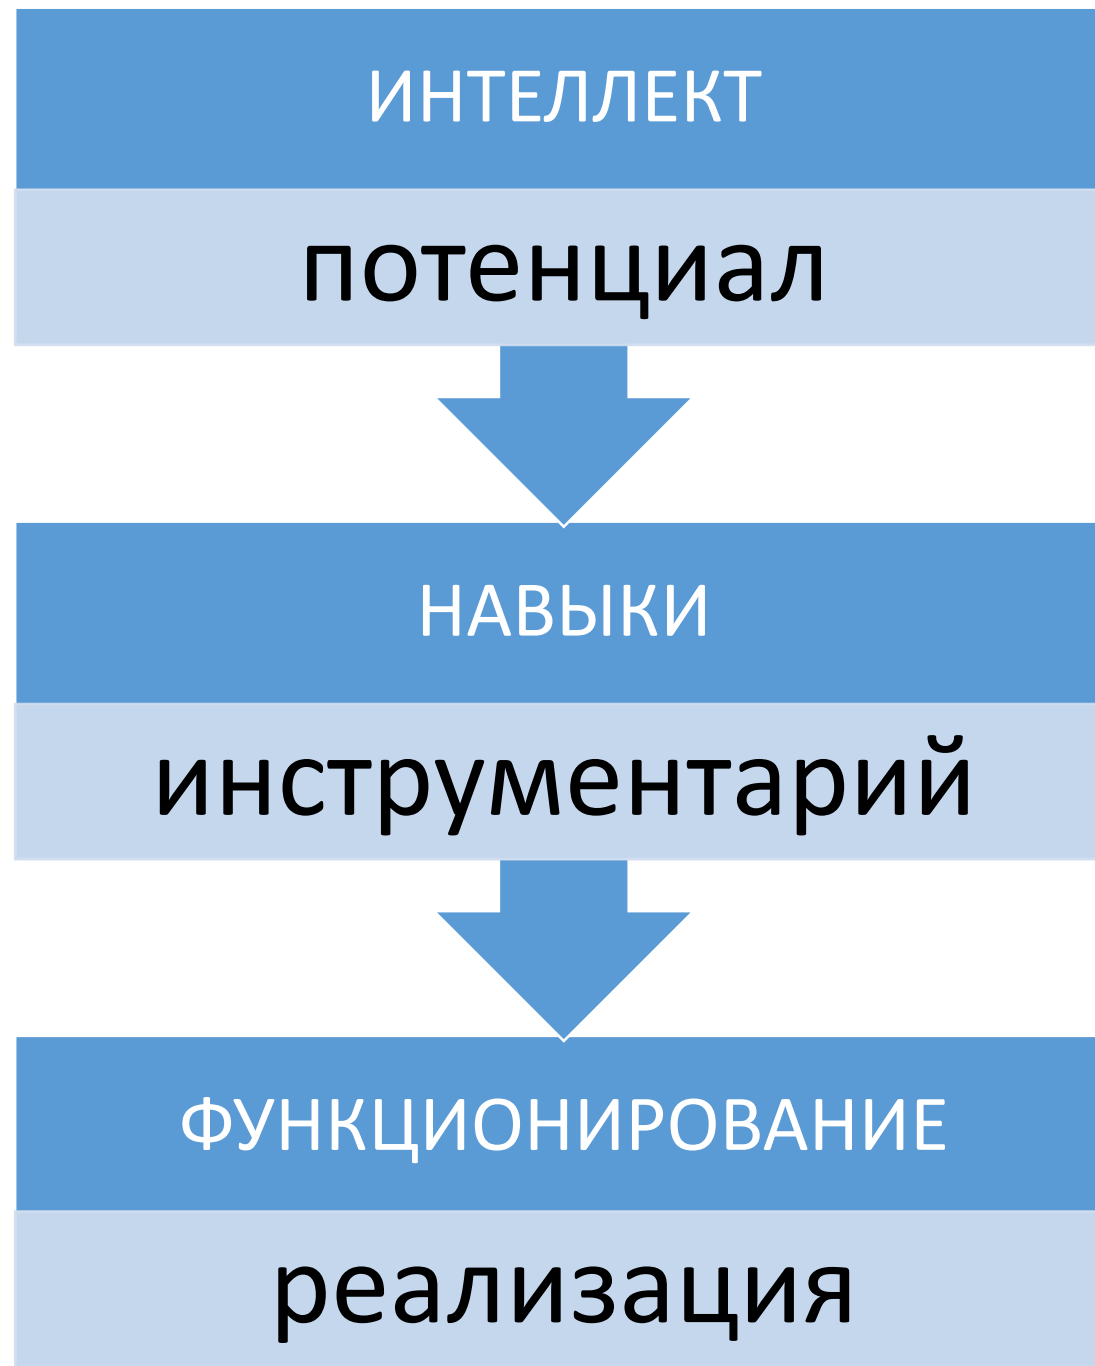 ИНТЕЛЛЕКТ
потенциал
НАВЫКИ
инструментарий
ФУНКЦИОНИРОВАНИЕ
реализация